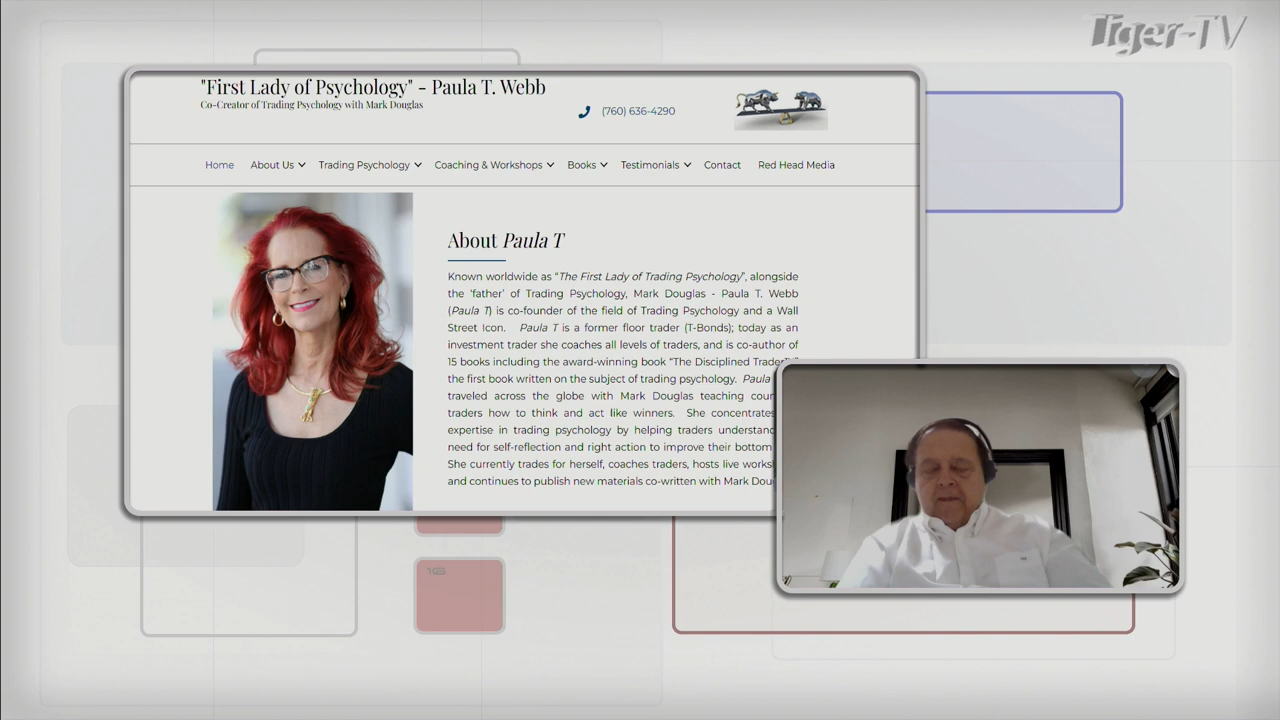 Tiger-TV
"First Lady of Psychology" - Paula T. Webb
Co-Creator of Trading Psychology with Mark Douglas
(760) 636-4290
Home About Us Trading Psychology Coaching & Workshops Books Testimonials Contact Red Head Media
About Paula T
Known worldwide as “The First Lady of Trading Psychology”, alongside
the ‘father’ of Trading Psychology, Mark Douglas - Paula T. Webb
(Paula T) is co-founder of the field of Trading Psychology and a Wall
Street Icon. Paula T is a former floor trader (T-Bonds); today as an
investment trader she coaches all levels of traders, and is co-author of
15 books including the award-winning book “The Disciplined Trader
the first book written on the subject of trading psychology. Paula
traveled across the globe with Mark Douglas teaching
traders how to think and act like winners. She concentrates
expertise in trading psychology by helping traders
need for self-reflection and right action to improve their bottom
She currently trades for herself, coaches traders, hosts live
and continues to publish new materials co-written with Mark